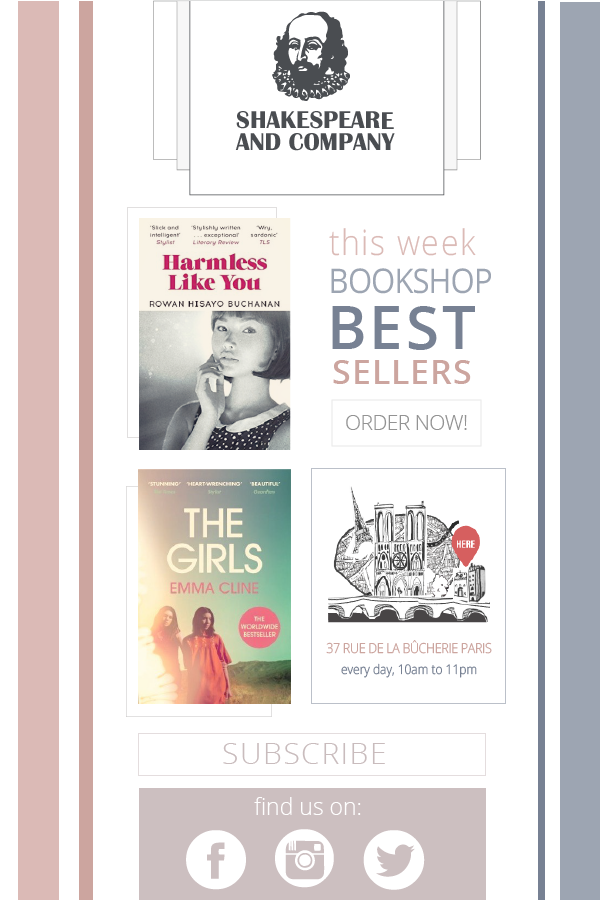 SHAKESPEARE
AND COMPANY
'Slick and intelligent' Stylist
'Stylishly written ... exceptional' Literary Review
'Wry, sardonic' TLS
Harmless
Like You
ROWAN HISAYO BUCHANAN
this week
BOOKSHOP
BEST
SELLERS
ORDER NOW!
'STUNNING' 'HEART-WRENCHING' 'BEAUTIFUL'
THE
GIRLS
EMMA CLINE
THE
WORLDWIDE
BESTSELLER
HERE
37 RUE DE LA BÛCHERIE PARIS
every day, 10am to 11pm
SUBSCRIBE
find us on: